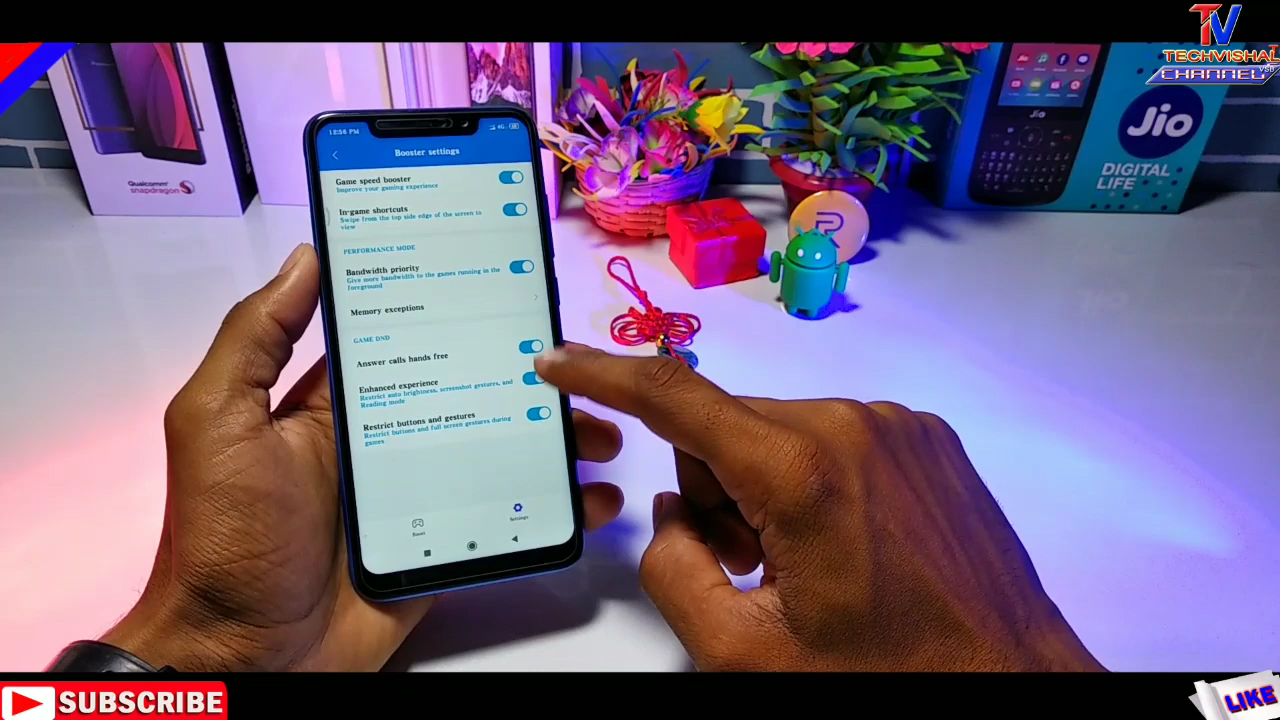 TV
TECHVISHAL
CHANNEL
Qualcomm
snapdragon
Jio
Jio
DIGITAL
LIFE
12:56 PM
4G
Booster settings
Game speed booster
Improve your gaming experience
In-game shortcuts
Swipe from the top side edge of the screen to
view
PERFORMANCE MODE
Bandwidth priority
Give more bandwidth to the games running in the
foreground
Memory exceptions
GAME DND
Answer calls hands free
Enhanced experience
Restrict auto brightness, screenshot gestures, and
Reading mode
Restrict buttons and gestures
Restrict buttons and full screen gestures during
games
Boost
Settings
SUBSCRIBE
LIKE